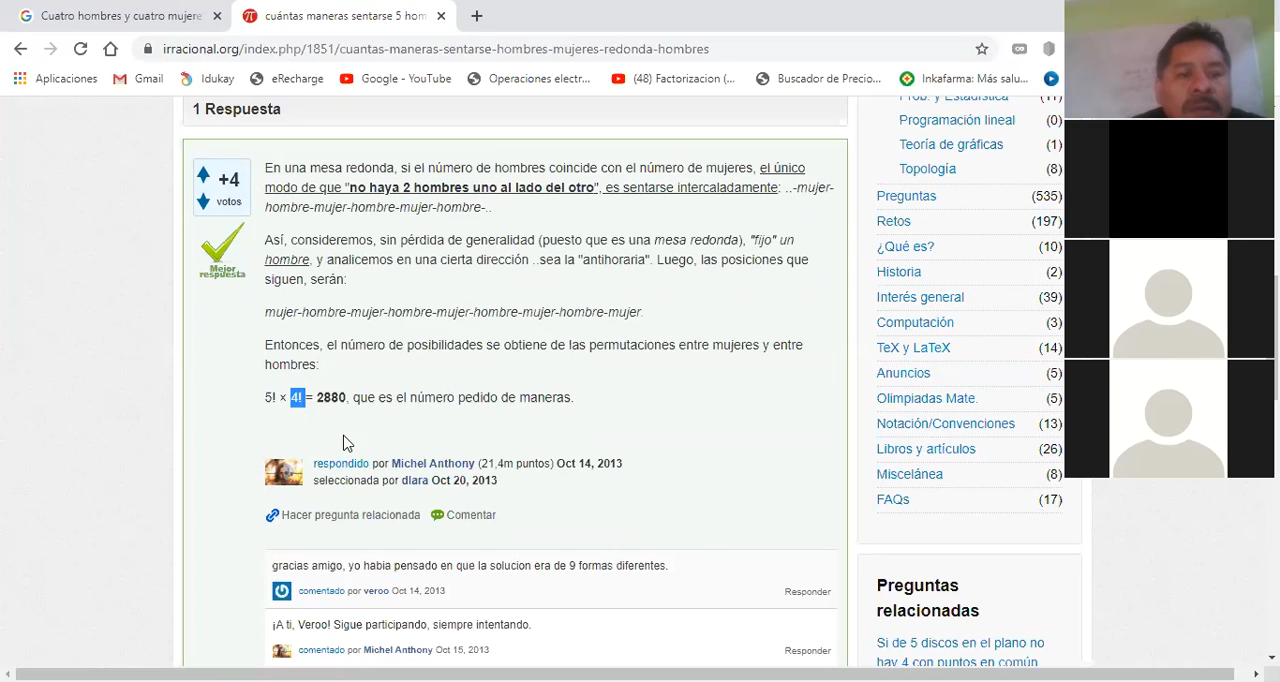 Cuatro hombres y cuatro mujere
cuántas maneras sentarse 5 hom
irracional.org/index.php/1851/cuantas-maneras-sentarse-hombres-mujeres-redonda-hombres
Aplicaciones
Gmail
Idukay
eRecharge
Google - YouTube
Operaciones electr...
(48) Factorizacion (...
Buscador de Precio...
Inkafarma: Más salu...
1 Respuesta
+4
votos
Mejor
respuesta
En una mesa redonda, si el número de hombres coincide con el número de mujeres, el único
modo de que "no haya 2 hombres uno al lado del otro", es sentarse intercaladamente: ..-mujer-
hombre-mujer-hombre-mujer-hombre-..
Así, consideremos, sin pérdida de generalidad (puesto que es una mesa redonda), "fijo" un
hombre, y analicemos en una cierta dirección ..sea la "antihoraria". Luego, las posiciones que
siguen, serán:
mujer-hombre-mujer-hombre-mujer-hombre-mujer-hombre-mujer.
Entonces, el número de posibilidades se obtiene de las permutaciones entre mujeres y entre
hombres:
5! × 4! = 2880, que es el número pedido de maneras.
respondido por Michel Anthony (21,4m puntos) Oct 14, 2013
seleccionada por dlara Oct 20, 2013
Hacer pregunta relacionada
Comentar
gracias amigo, yo habia pensado en que la solucion era de 9 formas diferentes.
comentado por veroo Oct 14, 2013
Responder
¡A ti, Veroo! Sigue participando, siempre intentando.
comentado por Michel Anthony Oct 15, 2013
Responder
Prob. y Estadística (11)
Programación lineal (0)
Teoría de gráficas (1)
Topología (8)
Preguntas (535)
Retos (197)
¿Qué es? (10)
Historia (2)
Interés general (39)
Computación (3)
TeX y LaTeX (14)
Anuncios (5)
Olimpiadas Mate. (5)
Notación/Convenciones (13)
Libros y artículos (26)
Miscelánea (8)
FAQs (17)
Preguntas
relacionadas
Si de 5 discos en el plano no
hay 4 con puntos en común